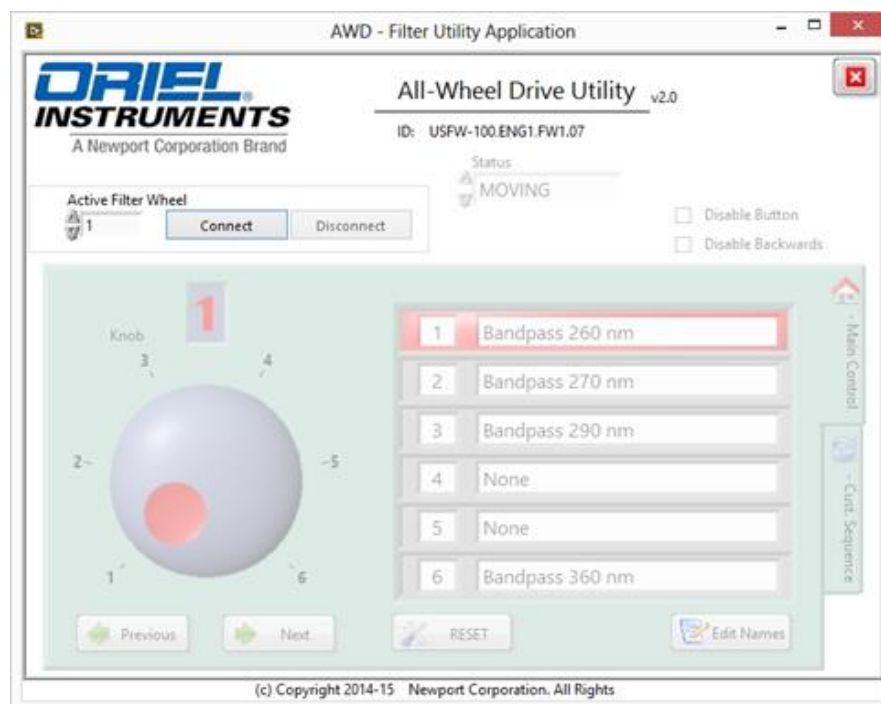 AWD - Filter Utility Application
ORIEL®
INSTRUMENTS
A Newport Corporation Brand
All-Wheel Drive Utility v2.0
ID: USFW-100.ENG1.FW1.07
Status
MOVING
Active Filter Wheel
1
Connect
Disconnect
Disable Button
Disable Backwards
1
Knob
1
2
3
4
5
6
1 Bandpass 260 nm
2 Bandpass 270 nm
3 Bandpass 290 nm
4 None
5 None
6 Bandpass 360 nm
Previous
Next
RESET
Edit Names
- Main Control
- Cust. Sequence
(c) Copyright 2014-15 Newport Corporation. All Rights